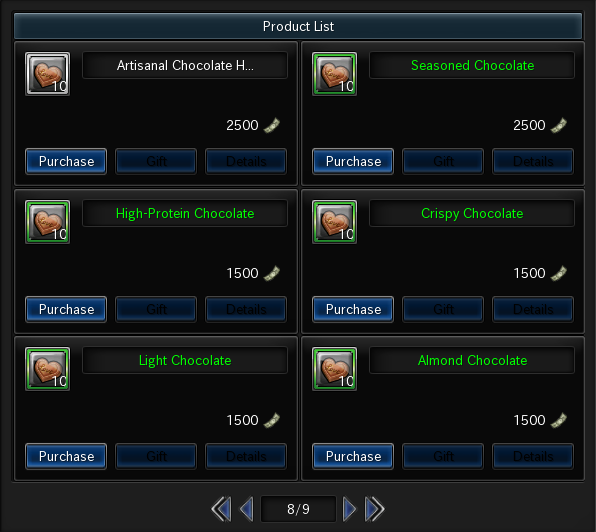 Product List
Artisanal Chocolate H...
10
2500
Purchase
Gift
Details
Seasoned Chocolate
10
2500
Purchase
Gift
Details
High-Protein Chocolate
10
1500
Purchase
Gift
Details
Crispy Chocolate
10
1500
Purchase
Gift
Details
Light Chocolate
10
1500
Purchase
Gift
Details
Almond Chocolate
10
1500
Purchase
Gift
Details
8/9